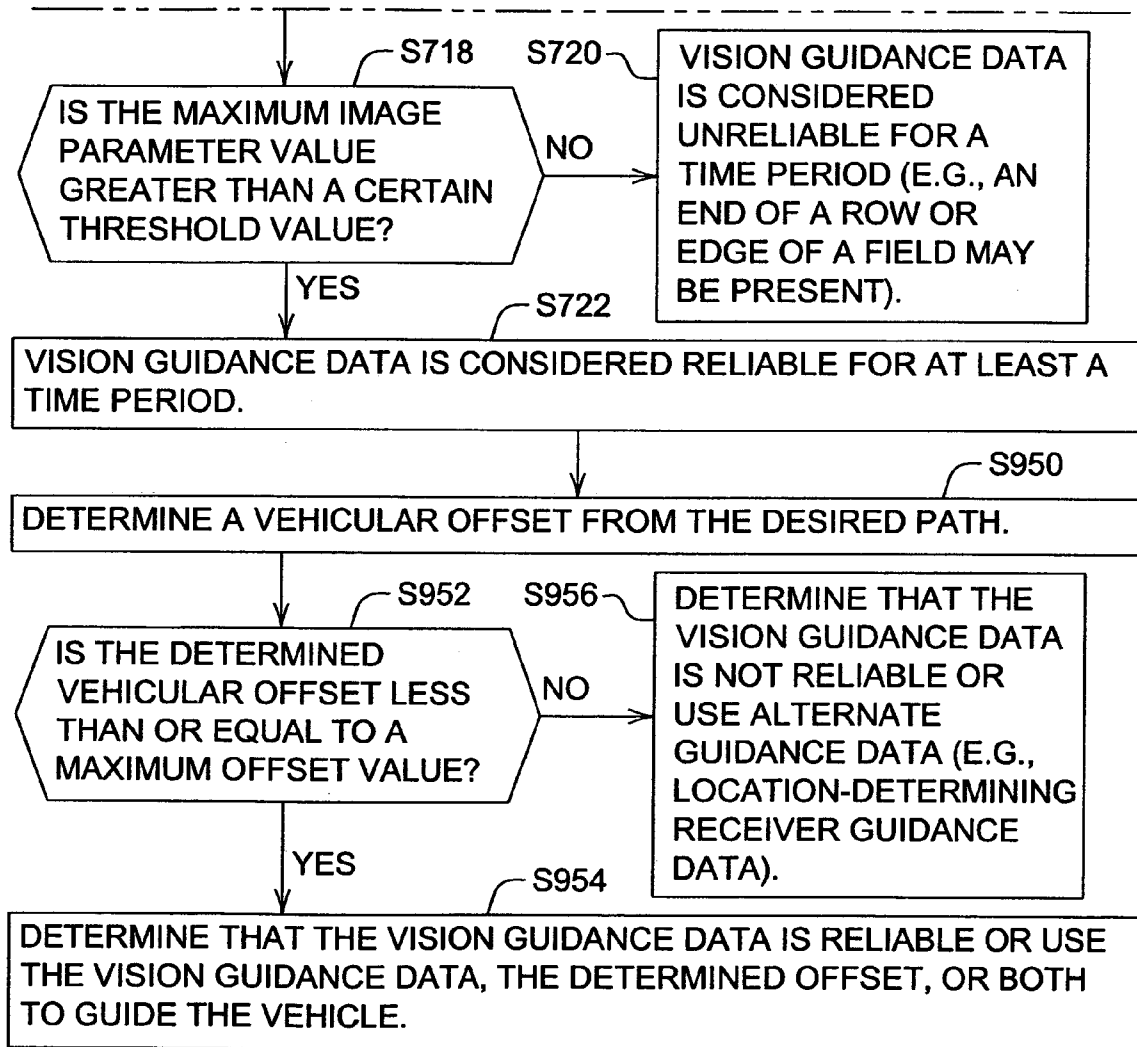 S718
IS THE MAXIMUM IMAGE
PARAMETER VALUE
GREATER THAN A CERTAIN
THRESHOLD VALUE?
NO
S720
VISION GUIDANCE DATA
IS CONSIDERED
UNRELIABLE FOR A
TIME PERIOD (E.G., AN
END OF A ROW OR
EDGE OF A FIELD MAY
BE PRESENT).
YES
S722
VISION GUIDANCE DATA IS CONSIDERED RELIABLE FOR AT LEAST A
TIME PERIOD.
S950
DETERMINE A VEHICULAR OFFSET FROM THE DESIRED PATH.
S952
IS THE DETERMINED
VEHICULAR OFFSET LESS
THAN OR EQUAL TO A
MAXIMUM OFFSET VALUE?
NO
S956
DETERMINE THAT THE
VISION GUIDANCE DATA
IS NOT RELIABLE OR
USE ALTERNATE
GUIDANCE DATA (E.G.,
LOCATION-DETERMINING
RECEIVER GUIDANCE
DATA).
YES
S954
DETERMINE THAT THE VISION GUIDANCE DATA IS RELIABLE OR USE
THE VISION GUIDANCE DATA, THE DETERMINED OFFSET, OR BOTH
TO GUIDE THE VEHICLE.